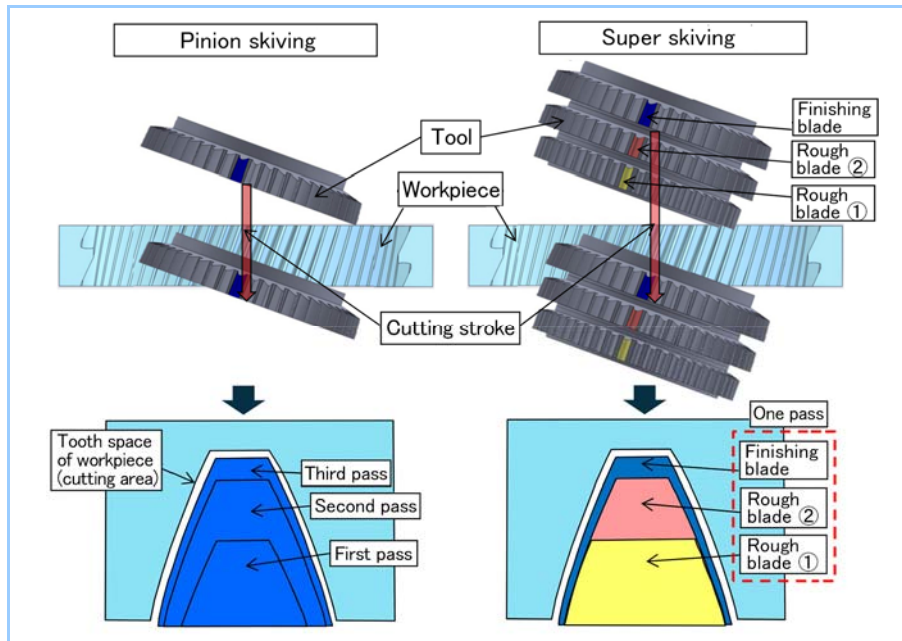 Pinion skiving
Super skiving
Tool
Workpiece
Cutting stroke
Finishing
blade
Rough
blade ②
Rough
blade ①
Tooth space
of workpiece
(cutting area)
Third pass
Second pass
First pass
One pass
Finishing
blade
Rough
blade ②
Rough
blade ①